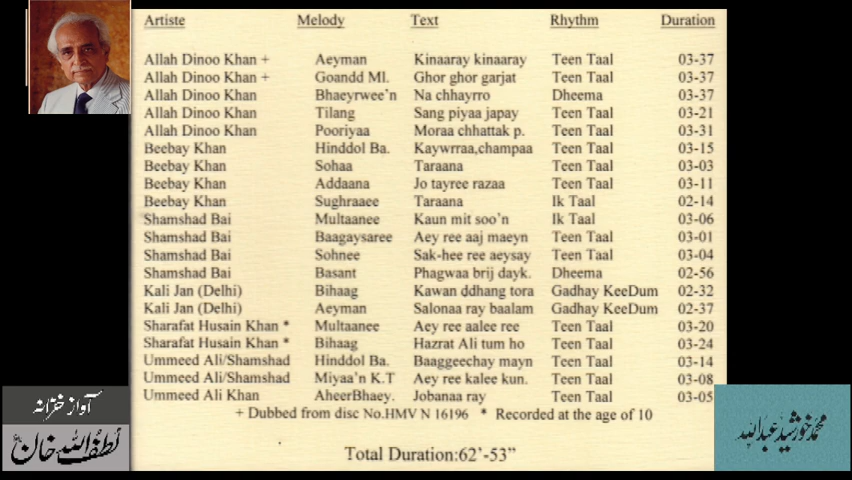 Artiste Melody Text Rhythm Duration
Allah Dinoo Khan + Aeyman Kinaaray kinaaray Teen Taal 03-37
Allah Dinoo Khan + Goandd Ml. Ghor ghor garjat Teen Taal 03-37
Allah Dinoo Khan Bhaeyrwee'n Na chhayrro Dheema 03-37
Allah Dinoo Khan Tilang Sang piyaa japay Teen Taal 03-21
Allah Dinoo Khan Pooriyaa Moraa chhattak p. Teen Taal 03-31
Beebay Khan Hinddol Ba. Kaywrraa,champaa Teen Taal 03-15
Beebay Khan Sohaa Taraana Teen Taal 03-03
Beebay Khan Addaana Jo tayree razaa Teen Taal 03-11
Beebay Khan Sughraaee Taraana Ik Taal 02-14
Shamshad Bai Multaanee Kaun mit soo'n Ik Taal 03-06
Shamshad Bai Baagaysaree Aey ree aaj maeyn Teen Taal 03-01
Shamshad Bai Sohnee Sak-hee ree aeysay Teen Taal 03-04
Shamshad Bai Basant Phagwaa brij dayk. Dheema 02-56
Kali Jan (Delhi) Bihaag Kawan ddhang tora Gadhay KeeDum 02-32
Kali Jan (Delhi) Aeyman Salonaa ray baalam Gadhay KeeDum 02-37
Sharafat Husain Khan * Multaanee Aey ree aalee ree Teen Taal 03-20
Sharafat Husain Khan * Bihaag Hazrat Ali tum ho Teen Taal 03-24
Ummeed Ali/Shamshad Hinddol Ba. Baaggeechay mayn Teen Taal 03-14
Ummeed Ali/Shamshad Miyaa'n K.T Aey ree kalee kun. Teen Taal 03-08
Ummeed Ali Khan AheerBhaey. Jobanaa ray Teen Taal 03-05
+ Dubbed from disc No.HMV N 16196 * Recorded at the age of 10
Total Duration:62'-53"
آواز خزانہ
لطف اللہ خان
محمد خورشید عبداللہ